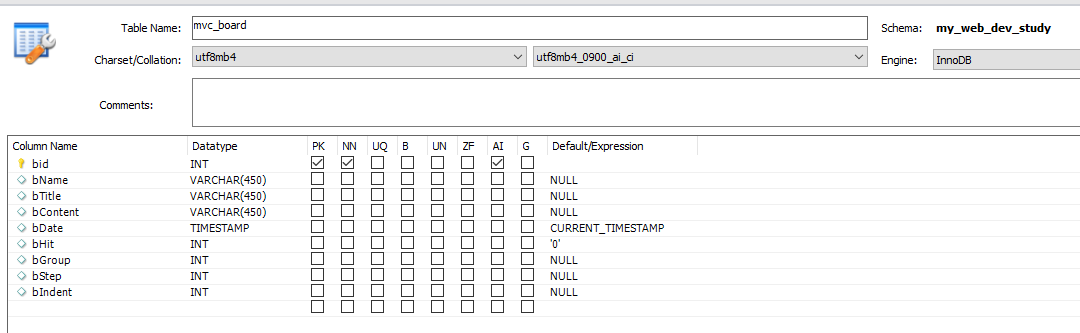 Table Name: mvc_board Schema: my_web_dev_study
Charset/Collation: utf8mb4 utf8mb4_0900_ai_ci Engine: InnoDB
Comments:
Column Name Datatype PK NN UQ B UN ZF AI G Default/Expression
bid INT
bName VARCHAR(450) NULL
bTitle VARCHAR(450) NULL
bContent VARCHAR(450) NULL
bDate TIMESTAMP CURRENT_TIMESTAMP
bHit INT '0'
bGroup INT NULL
bStep INT NULL
bIndent INT NULL